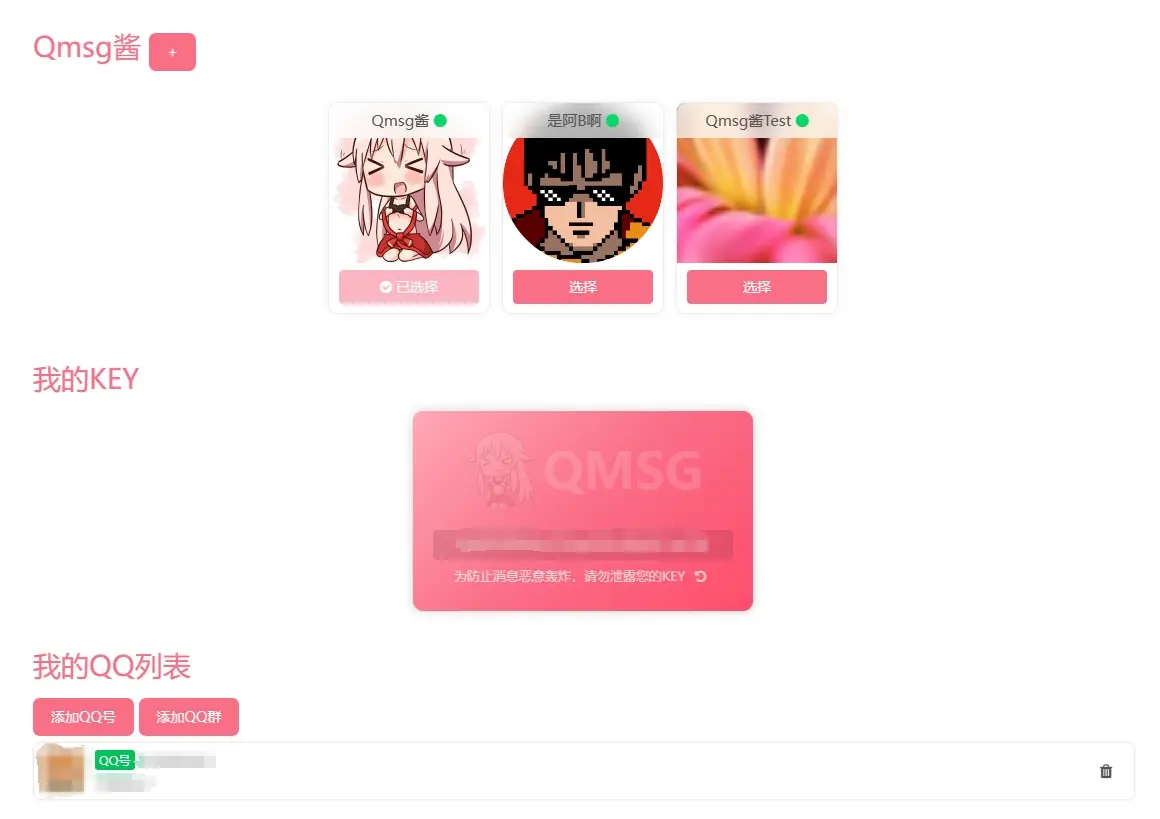 Qmsg酱 +
Qmsg酱
是阿B啊
Qmsg酱Test
已选择
选择
选择
我的KEY
QMSG
为防止消息恶意轰炸，请勿泄露您的KEY
我的QQ列表
添加QQ号 添加QQ群
QQ号